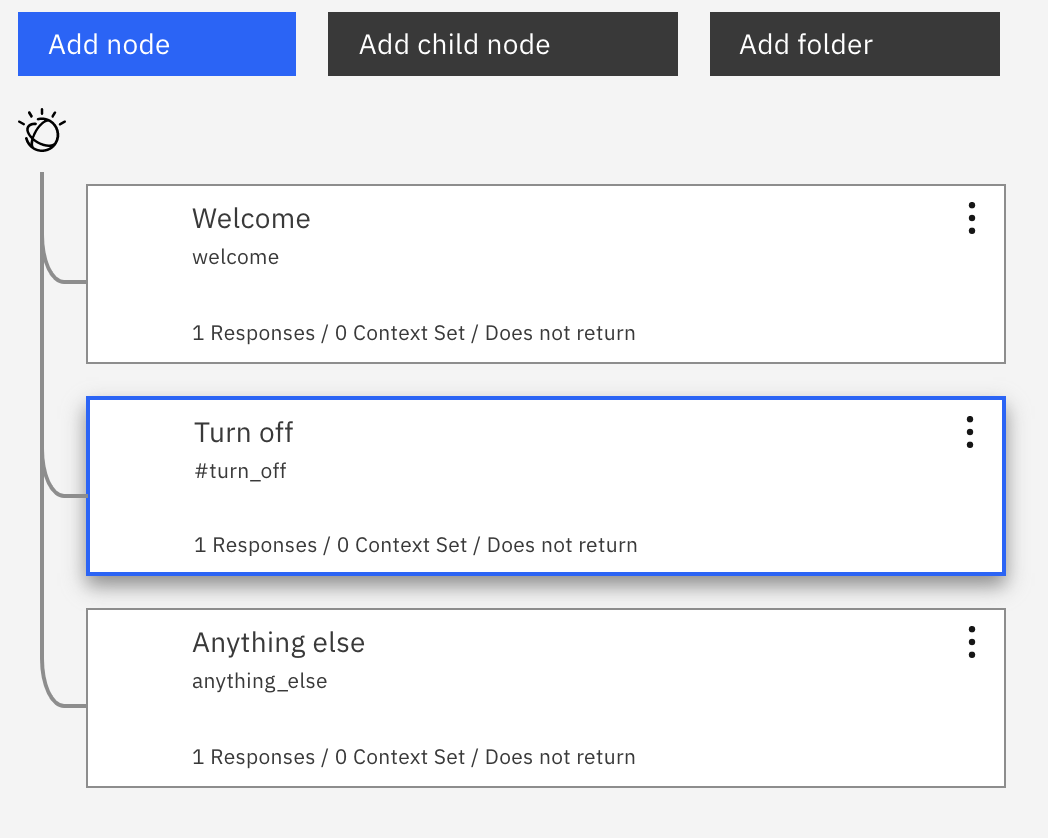 Add node
Add child node
Add folder
Welcome
welcome
1 Responses / 0 Context Set / Does not return
Turn off
#turn_off
1 Responses / 0 Context Set / Does not return
Anything else
anything_else
1 Responses / 0 Context Set / Does not return